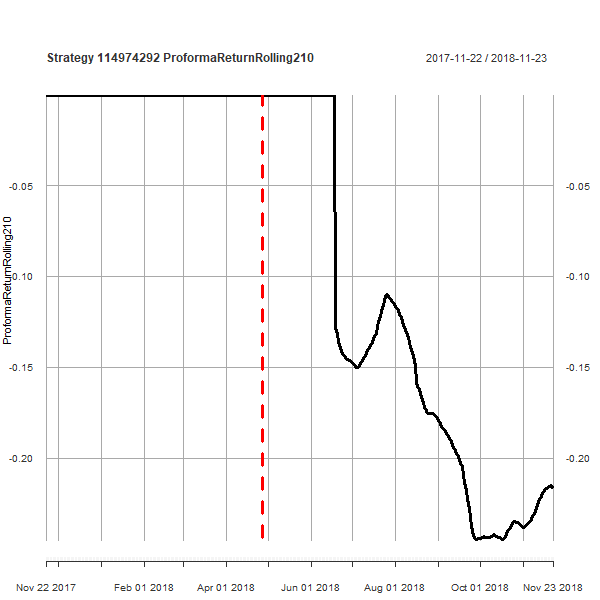 Strategy 114974292 ProformaReturnRolling210
2017-11-22 / 2018-11-23
-0.05 -0.05
-0.10 -0.10
-0.15 -0.15
-0.20 -0.20
ProformaReturnRolling210
Nov 22 2017 Feb 01 2018 Apr 01 2018 Jun 01 2018 Aug 01 2018 Oct 01 2018 Nov 23 2018